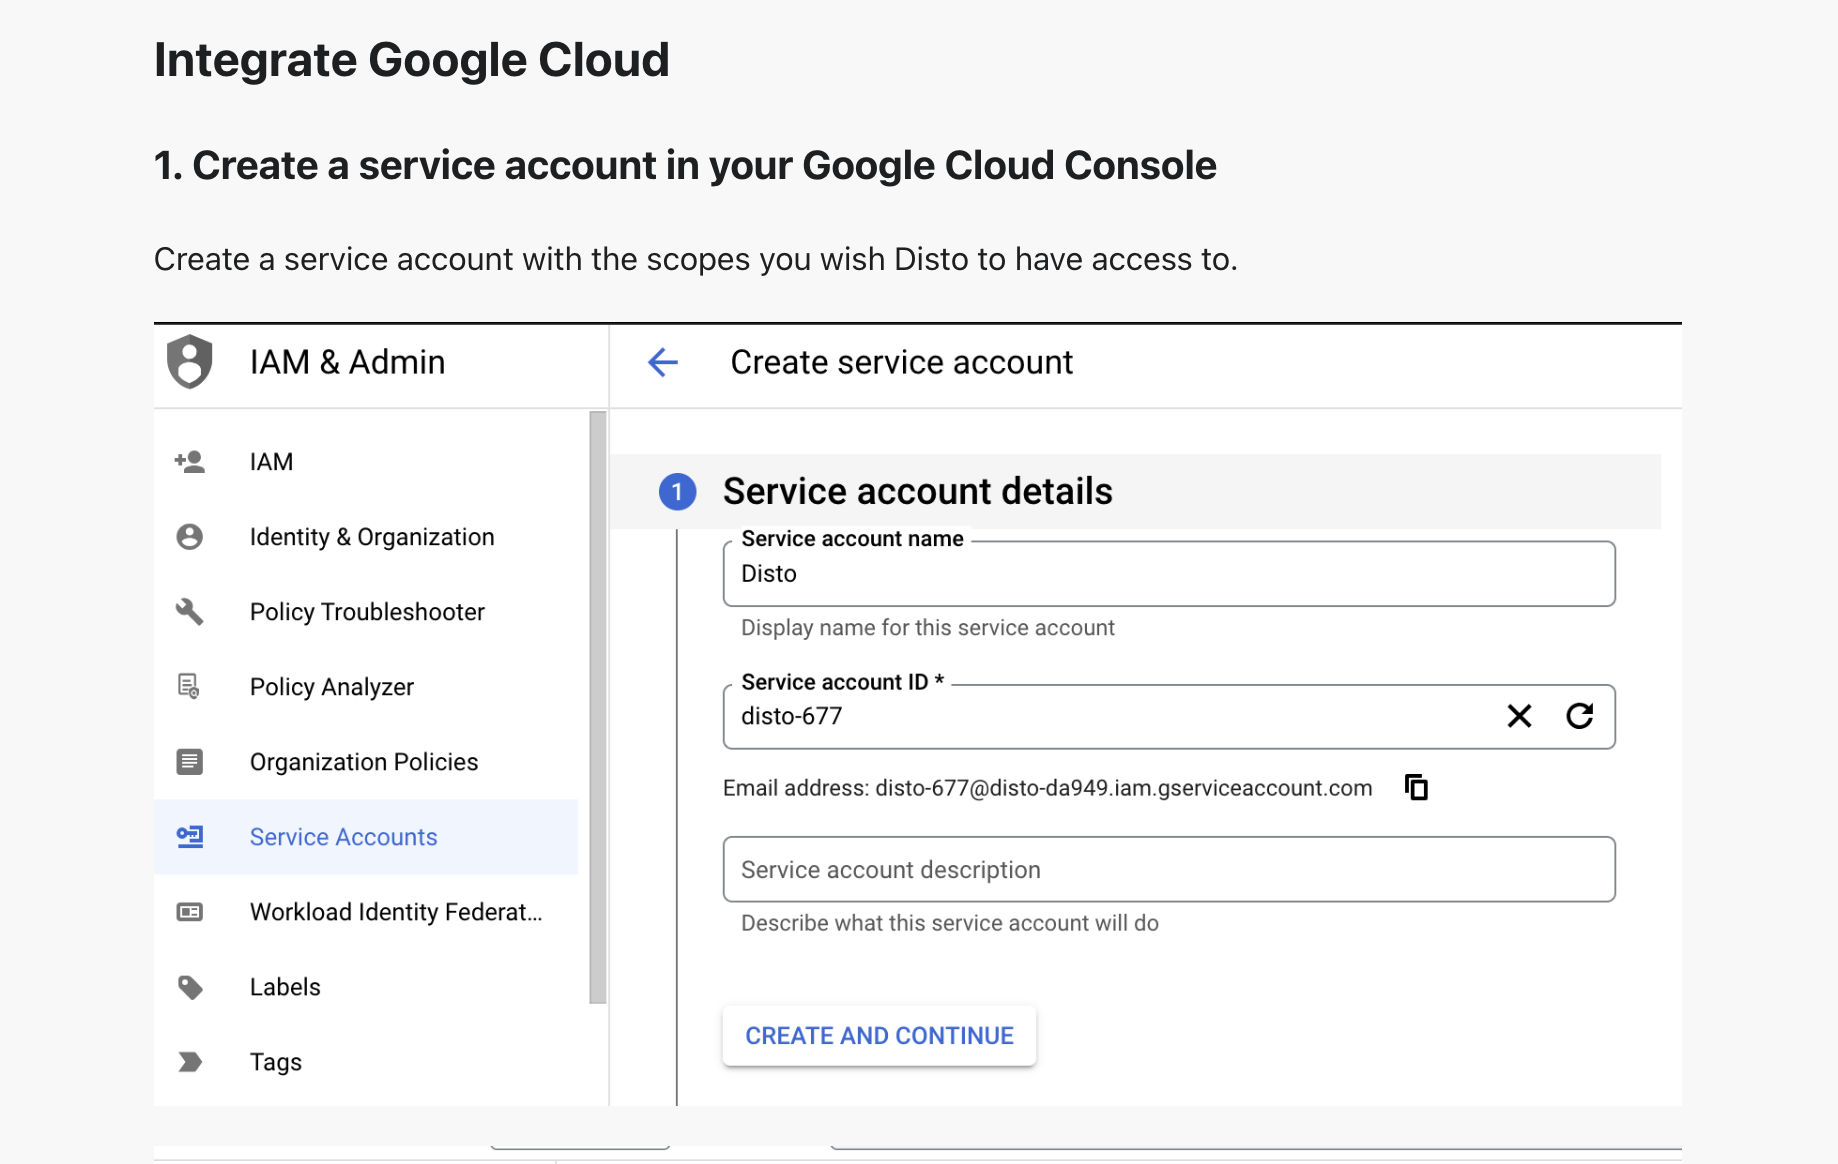 Integrate Google Cloud
1. Create a service account in your Google Cloud Console
Create a service account with the scopes you wish Disto to have access to.
IAM & Admin
IAM
Identity & Organization
Policy Troubleshooter
Policy Analyzer
Organization Policies
Service Accounts
Workload Identity Federat...
Labels
Tags
Create service account
1 Service account details
Service account name
Disto
Display name for this service account
Service account ID *
disto-677
Email address: disto-677@disto-da949.iam.gserviceaccount.com
Service account description
Describe what this service account will do
CREATE AND CONTINUE